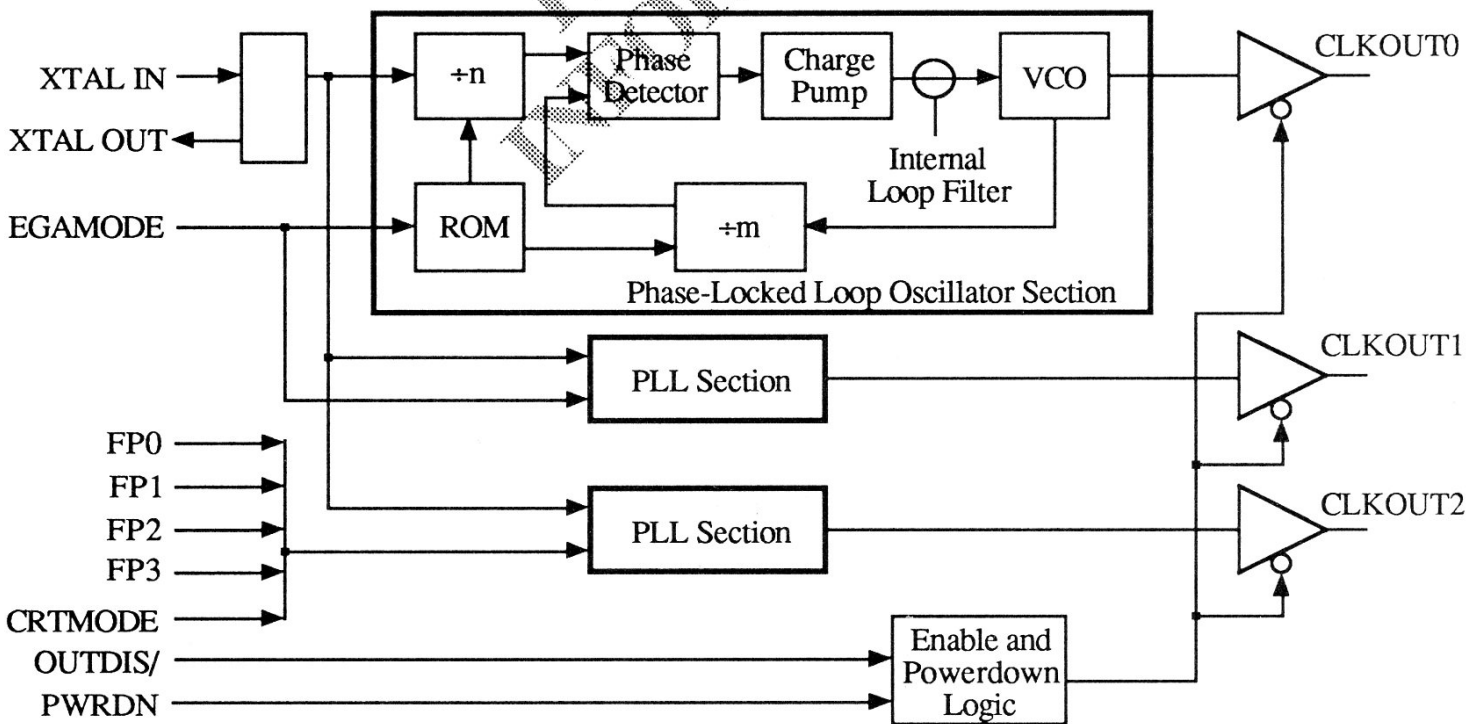 XTAL IN
XTAL OUT
EGAMODE
÷n
Phase
Detector
Charge
Pump
VCO
CLKOUT0
Internal
Loop Filter
ROM
÷m
Phase-Locked Loop Oscillator Section
PLL Section
CLKOUT1
FP0
FP1
FP2
FP3
CRTMODE
PLL Section
CLKOUT2
OUTDIS/
PWRDN
Enable and
Powerdown
Logic